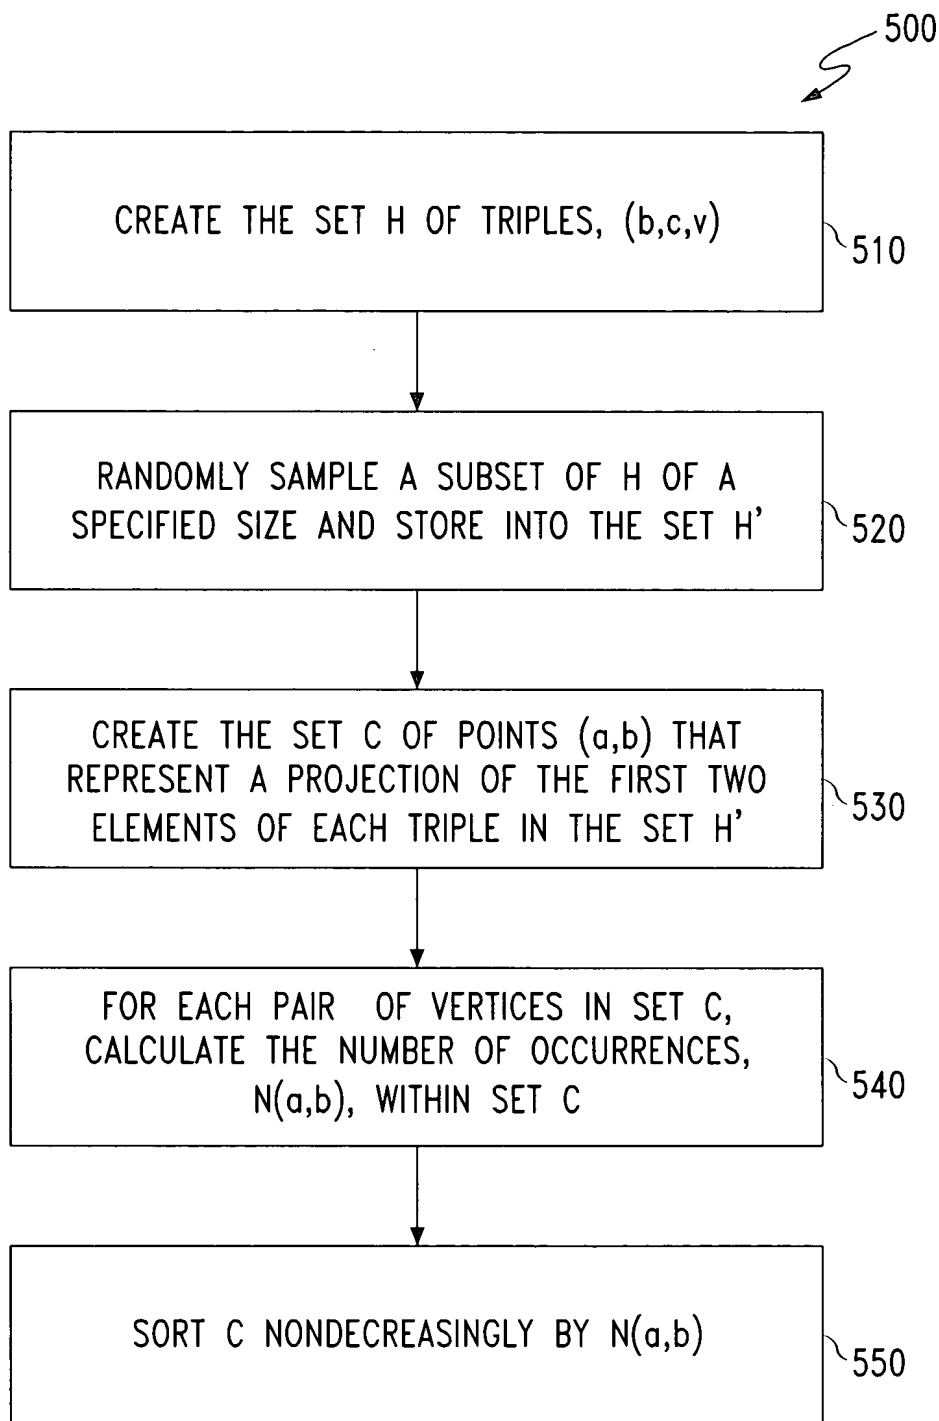 500
CREATE THE SET H OF TRIPLES, (b,c,v)
510
RANDOMLY SAMPLE A SUBSET OF H OF A
SPECIFIED SIZE AND STORE INTO THE SET H'
520
CREATE THE SET C OF POINTS (a,b) THAT
REPRESENT A PROJECTION OF THE FIRST TWO
ELEMENTS OF EACH TRIPLE IN THE SET H'
530
FOR EACH PAIR OF VERTICES IN SET C,
CALCULATE THE NUMBER OF OCCURRENCES,
N(a,b), WITHIN SET C
540
SORT C NONDECREASINGLY BY N(a,b)
550